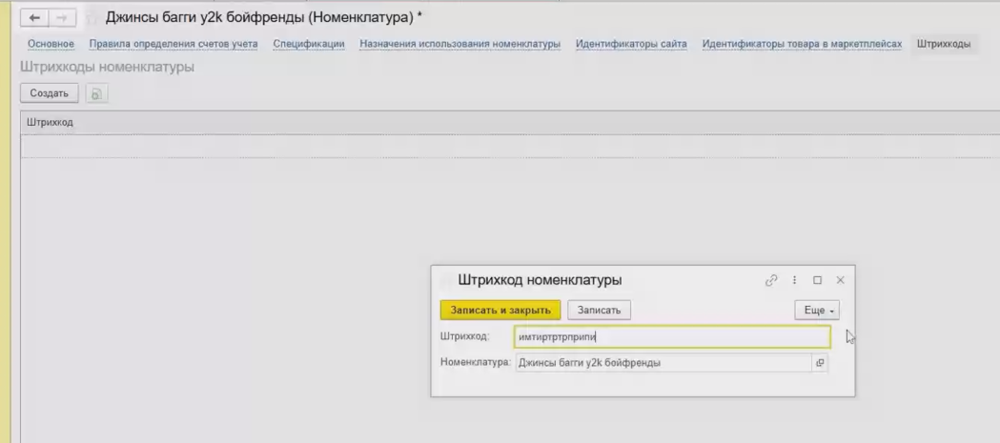 Джинсы багги y2k бойфренды (Номенклатура) *
Основное Правила определения счетов учета Спецификации Назначения использования номенклатуры Идентификаторы сайта Идентификаторы товара в маркетплейсах Штрихкоды
Штрихкоды номенклатуры
Создать
Штрихкод
Штрихкод номенклатуры
Записать и закрыть Записать Еще
Штрихкод: имтиртртрприпи
Номенклатура: Джинсы багги y2k бойфренды